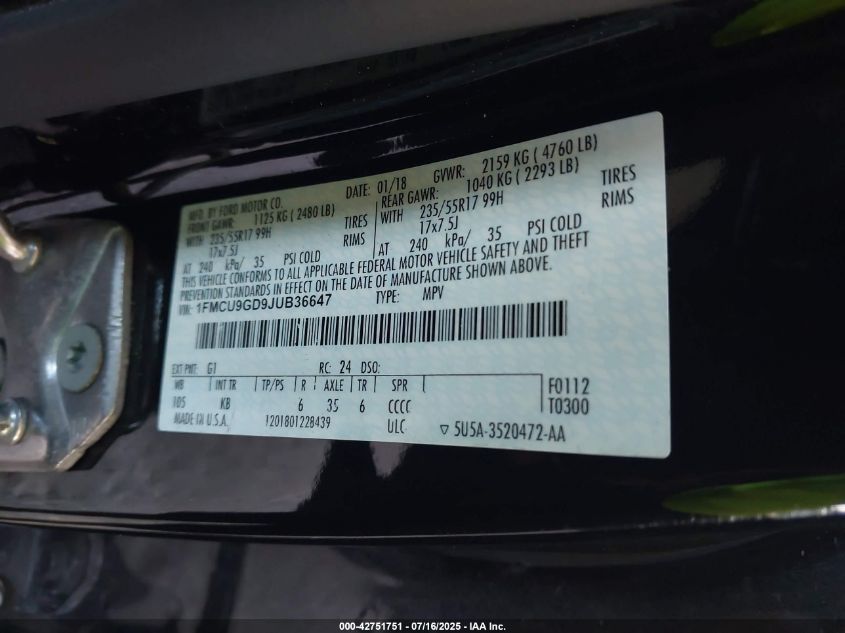 MFD. BY FORD MOTOR CO. DATE: 01/18 GVWR: 2159 KG ( 4760 LB)
FRONT GAWR: 1125 KG ( 2480 LB) REAR GAWR: 1040 KG ( 2293 LB)
WITH 235/55R17 99H TIRES WITH 235/55R17 99H TIRES
17x7.5J RIMS 17x7.5J RIMS
AT 240 kPa/ 35 PSI COLD AT 240 kPa/ 35 PSI COLD
THIS VEHICLE CONFORMS TO ALL APPLICABLE FEDERAL MOTOR VEHICLE SAFETY AND THEFT
PREVENTION STANDARDS IN EFFECT ON THE DATE OF MANUFACTURE SHOWN ABOVE.
VIN: 1FMCU9GD9JUB36647 TYPE: MPV
EXT PNT: G1 RC: 24 DSO:
WB INT TR TP/PS R AXLE TR SPR F0112
105 KB 6 35 6 CCCC T0300
MADE IN U.S.A. 1201801228439 ULC ▽ 5U5A-3520472-AA
000-42751751 / 07/16/2025 - IAA Inc.